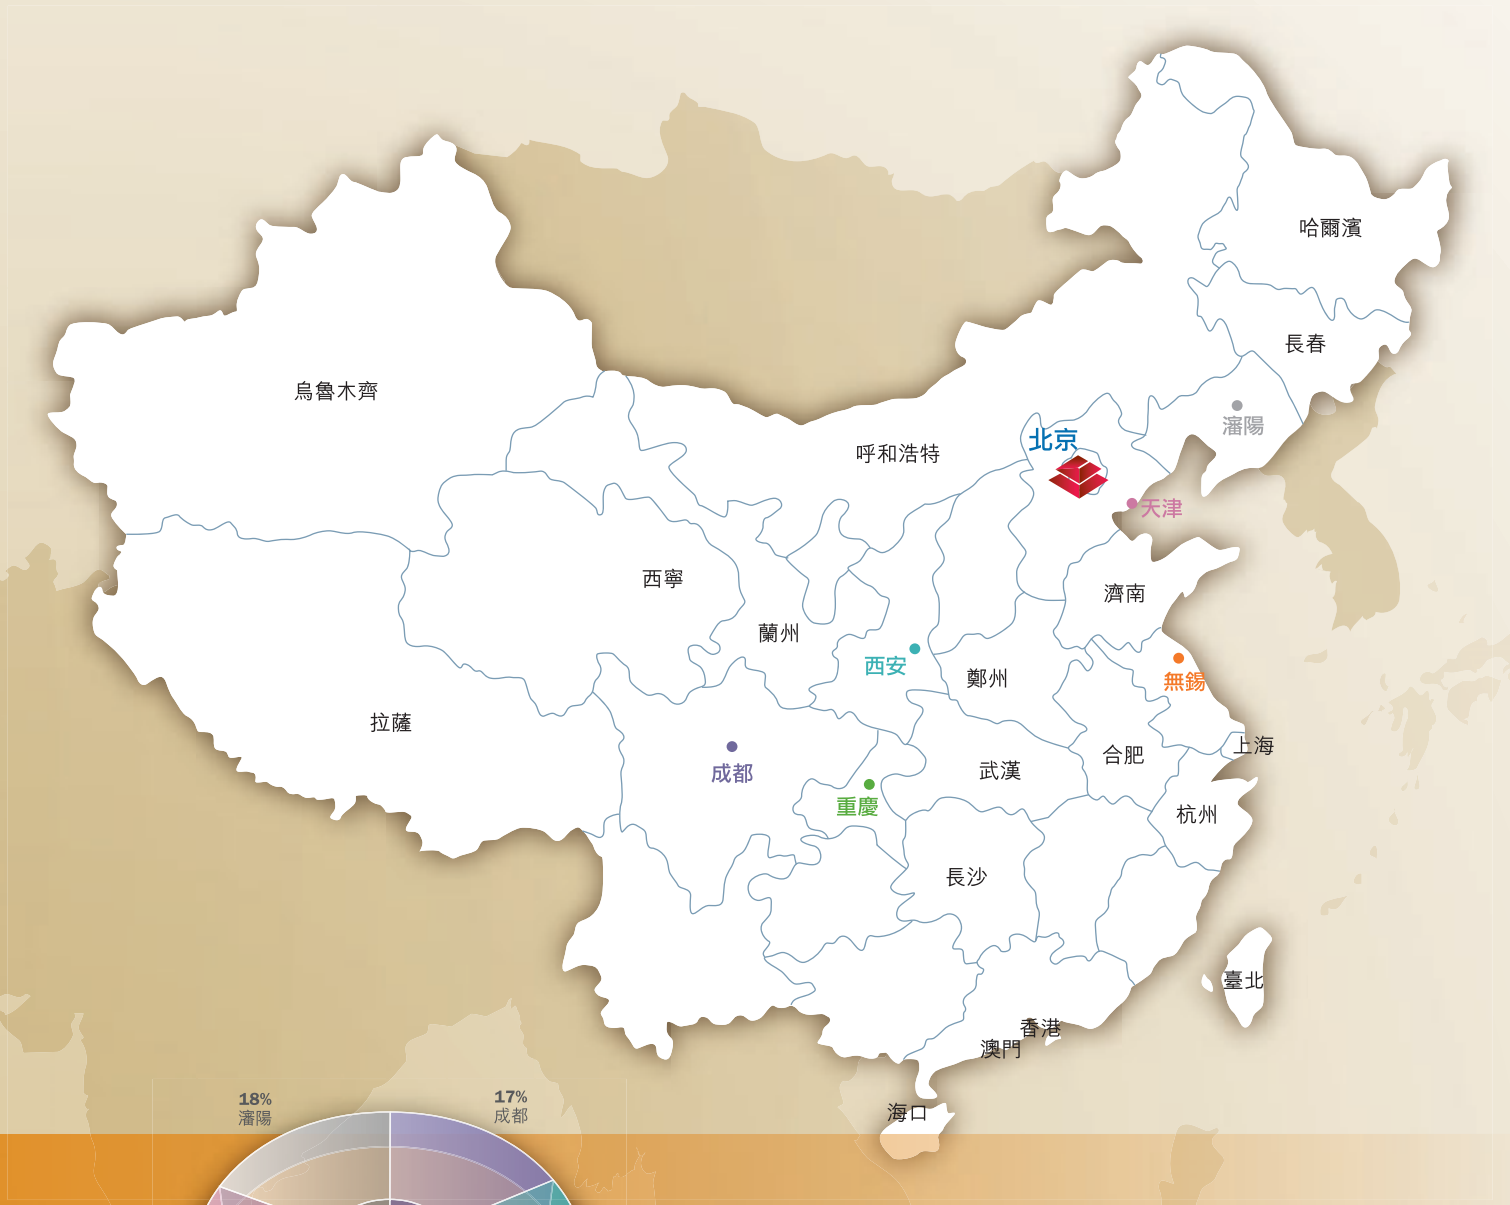 哈爾濱
長春
烏魯木齊
瀋陽
北京
呼和浩特
天津
西寧
濟南
蘭州
西安
鄭州
無錫
拉薩
上海
合肥
武漢
成都
重慶
杭州
長沙
臺北
香港
澳門
海口
18%
瀋陽
17%
成都